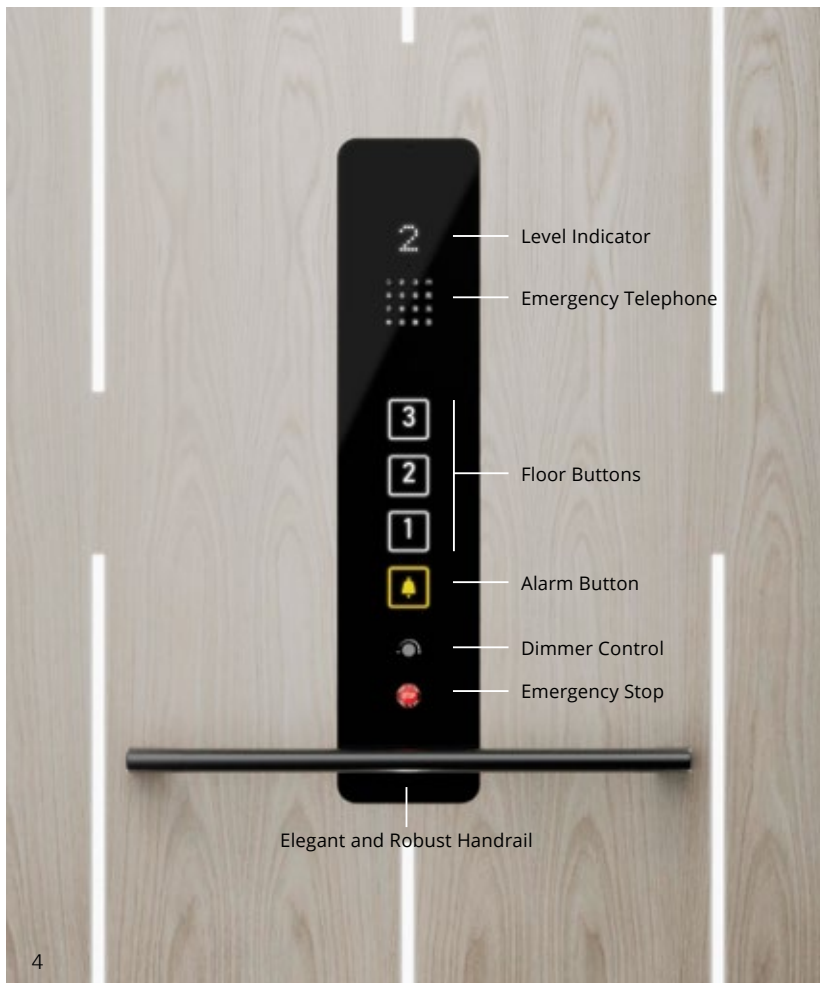 2
Level Indicator
Emergency Telephone
3
2
1
Floor Buttons
Alarm Button
Dimmer Control
Emergency Stop
Elegant and Robust Handrail
4